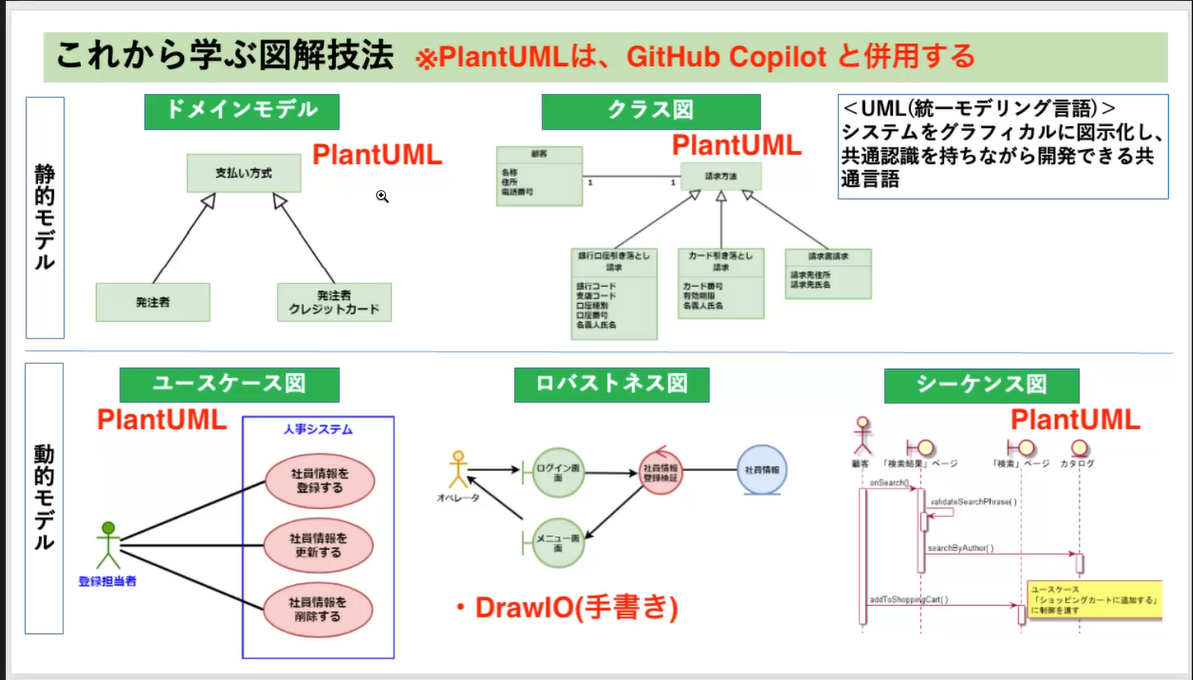 これから学ぶ図解技法 ※PlantUMLは、GitHub Copilot と併用する
静的モデル
ドメインモデル
PlantUML
支払い方式
発注者
発注者
クレジットカード
クラス図
PlantUML
顧客
名称
住所
電話番号
1
1
請求方法
銀行口座引き落とし
請求
銀行コード
支店コード
口座種別
口座番号
名義人氏名
カード引き落とし
請求
カード番号
有効期限
名義人氏名
請求書請求
請求先住所
請求先氏名
＜UML(統一モデリング言語)＞
システムをグラフィカルに図示化し、
共通認識を持ちながら開発できる共
通言語
動的モデル
ユースケース図
PlantUML
人事システム
社員情報を
登録する
社員情報を
更新する
社員情報を
削除する
登録担当者
ロバストネス図
オペレータ
ログイン画
面
社員情報
登録検証
社員情報
メニュー画
面
・DrawIO(手書き)
シーケンス図
PlantUML
顧客
「検索結果」ページ
「検索」ページ
カタログ
onSearch()
validateSearchPhrase( )
searchByAuthor( )
addToShoppingCart( )
ユースケース
「ショッピングカートに追加する」
に制御を渡す